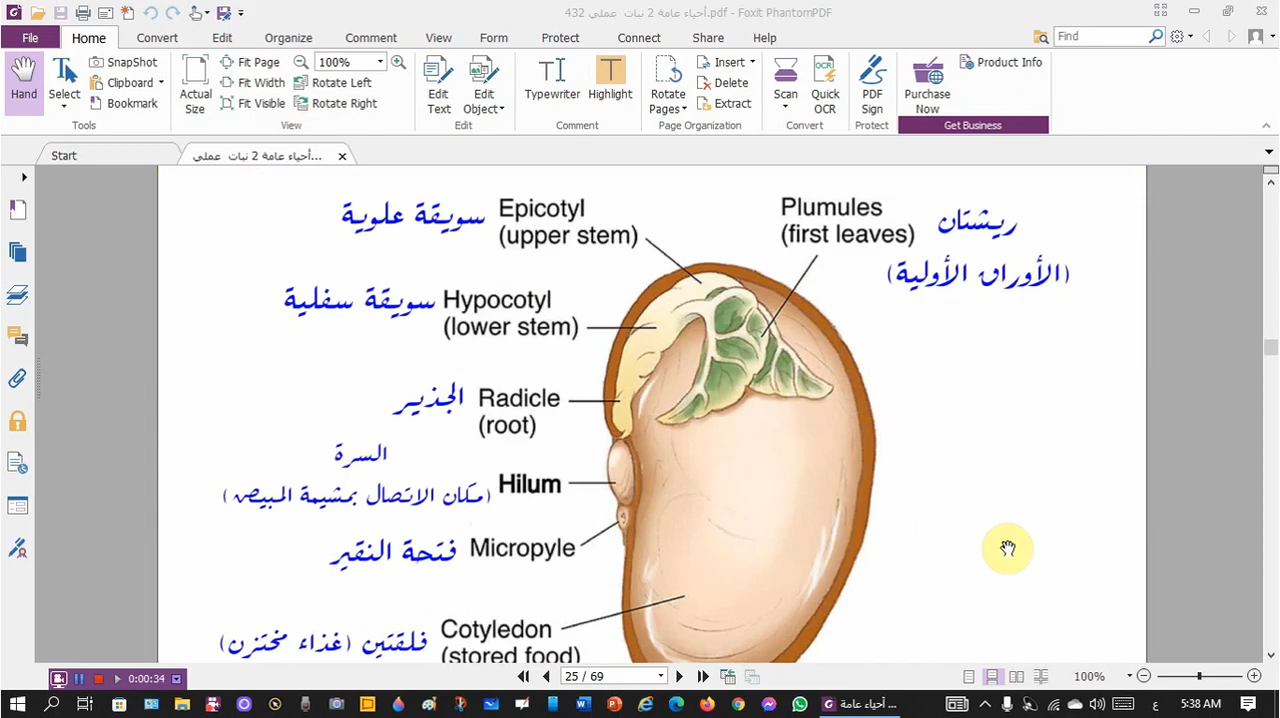 أحياء عامة 2 نبات عملي 432.pdf - Foxit PhantomPDF
File Home Convert Edit Organize Comment View Form Protect Connect Share Help Find
Hand
Select
SnapShot
Clipboard
Bookmark
Tools
Actual Size
Fit Page
Fit Width
Fit Visible
100%
Rotate Left
Rotate Right
View
Edit Text
Edit Object
Edit
Typewriter
Highlight
Comment
Rotate Pages
Insert
Delete
Extract
Page Organization
Scan
Quick OCR
Convert
PDF Sign
Protect
Purchase Now
Product Info
Get Business
Start
أحياء عامة 2 نبات عملي...
سويقة علوية Epicotyl
(upper stem)
Plumules ريشتان
(first leaves)
(الأوراق الأولية)
سويقة سفلية Hypocotyl
(lower stem)
الجذير Radicle
(root)
السرة
(مكان الاتصال بمشيمة المبيض) Hilum
فتحة النقير Micropyle
فلقتين (غذاء مختزن) Cotyledon
(stored food)
0:00:34
25 / 69
100%
أحياء عامة ...
ع
5:38 AM